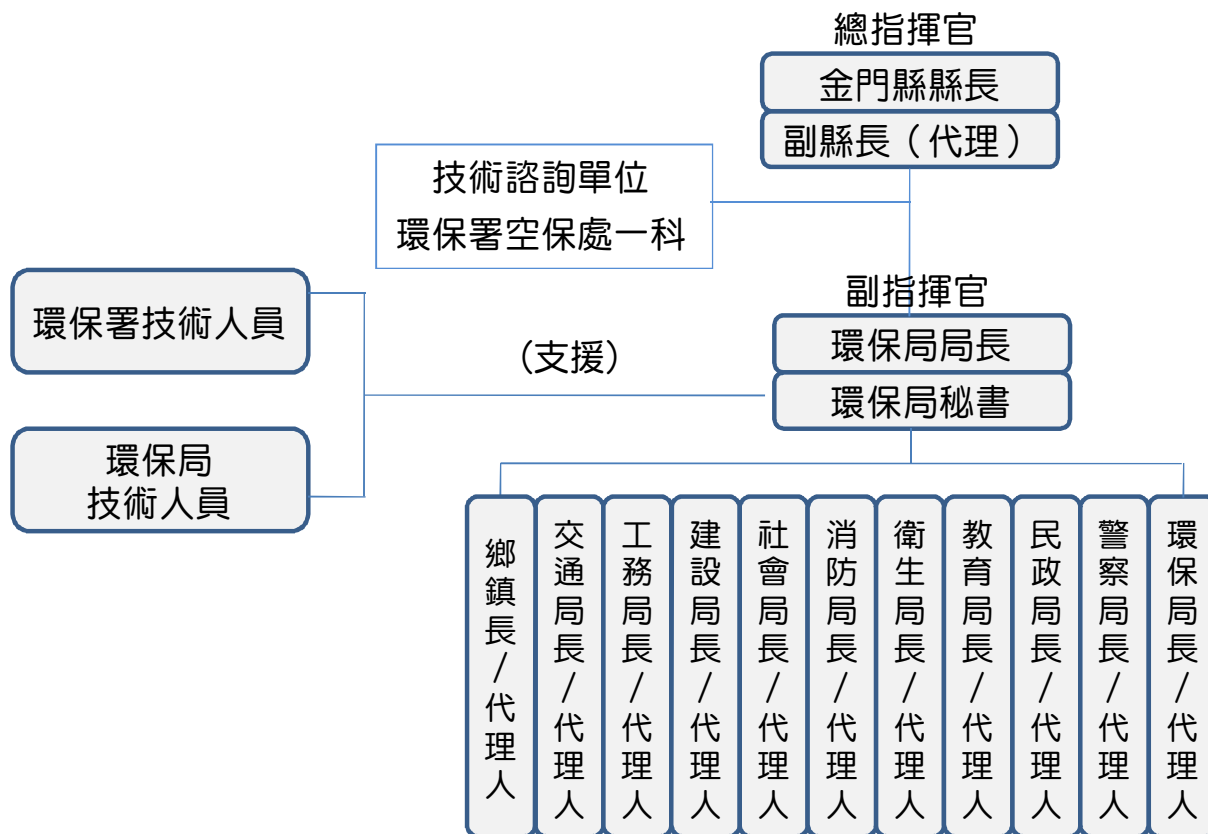 總指揮官
金門縣縣長
副縣長（代理）
技術諮詢單位
環保署空保處一科
副指揮官
環保局局長
環保局秘書
（支援）
環保署技術人員
環保局
技術人員
鄉鎮長/代理人
交通局長/代理人
工務局長/代理人
建設局長/代理人
社會局長/代理人
消防局長/代理人
衛生局長/代理人
教育局長/代理人
民政局長/代理人
警察局長/代理人
環保局長/代理人